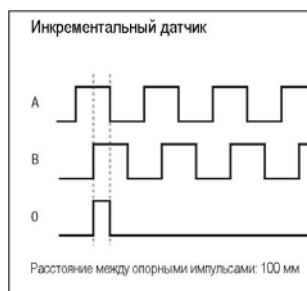 Инкрементальный датчик
A
B
0
Расстояние между опорными импульсами: 100 мм